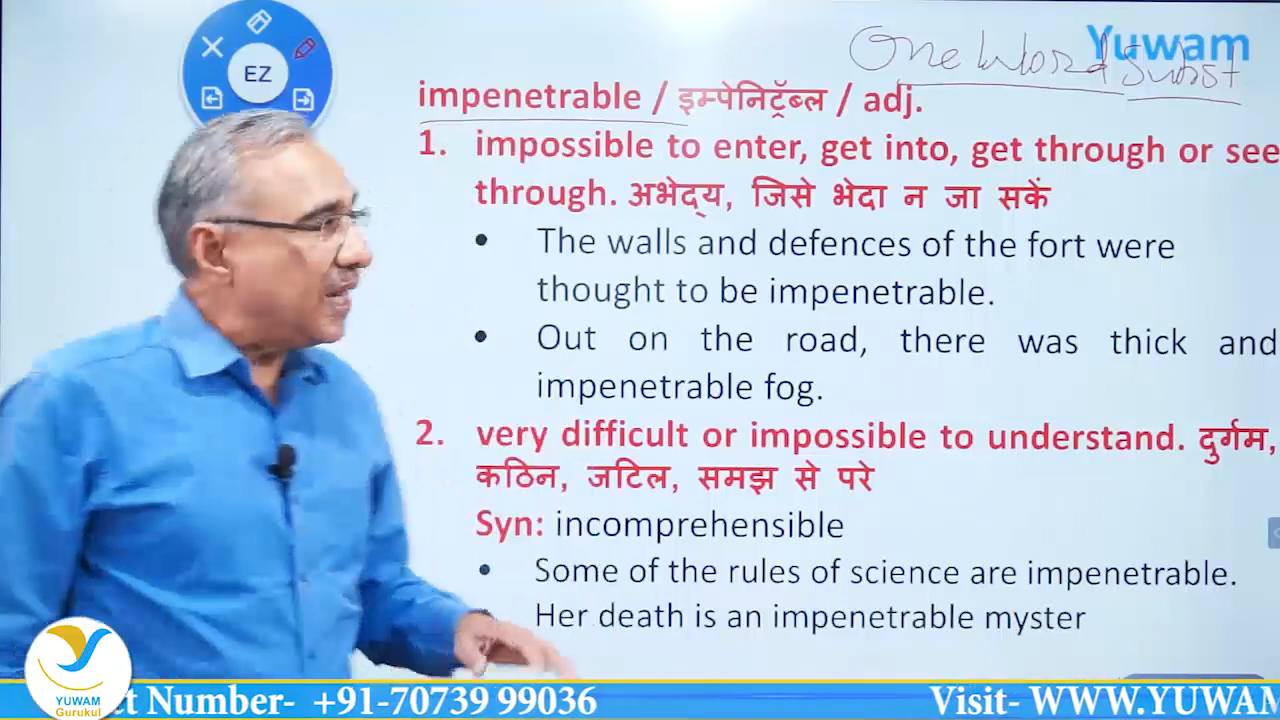 Yuwam
One Word Subst
EZ
impenetrable / इम्पेनिट्रॅब्ल / adj.
1. impossible to enter, get into, get through or see
through. अभेद्‌य, जिसे भेदा न जा सकें
• The walls and defences of the fort were
thought to be impenetrable.
• Out on the road, there was thick and
impenetrable fog.
2. very difficult or impossible to understand. दुर्गम,
कठिन, जटिल, समझ से परे
Syn: incomprehensible
• Some of the rules of science are impenetrable.
Her death is an impenetrable myster
YUWAM
Gurukul
ct Number- +91-70739 99036
Visit- WWW.YUWAM